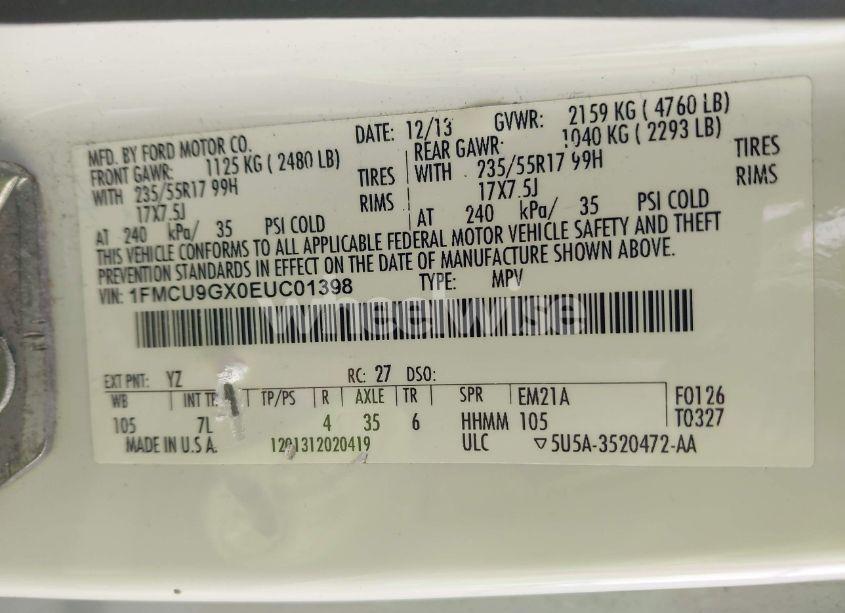 MFD. BY FORD MOTOR CO. DATE: 12/13 GVWR: 2159 KG ( 4760 LB)
FRONT GAWR: 1125 KG ( 2480 LB) REAR GAWR: 1040 KG ( 2293 LB)
WITH 235/55R17 99H TIRES WITH 235/55R17 99H TIRES
17X7.5J RIMS 17X7.5J RIMS
AT 240 kPa/ 35 PSI COLD AT 240 kPa/ 35 PSI COLD
THIS VEHICLE CONFORMS TO ALL APPLICABLE FEDERAL MOTOR VEHICLE SAFETY AND THEFT
PREVENTION STANDARDS IN EFFECT ON THE DATE OF MANUFACTURE SHOWN ABOVE.
VIN: 1FMCU9GX0EUC01398 TYPE: MPV
wheelwise
EXT PNT: YZ RC: 27 DSO:
WB INT TR TP/PS R AXLE TR SPR EM21A F0126
105 7L 4 35 6 HHMM 105 T0327
MADE IN U.S.A. 1201312020419 ULC 5U5A-3520472-AA